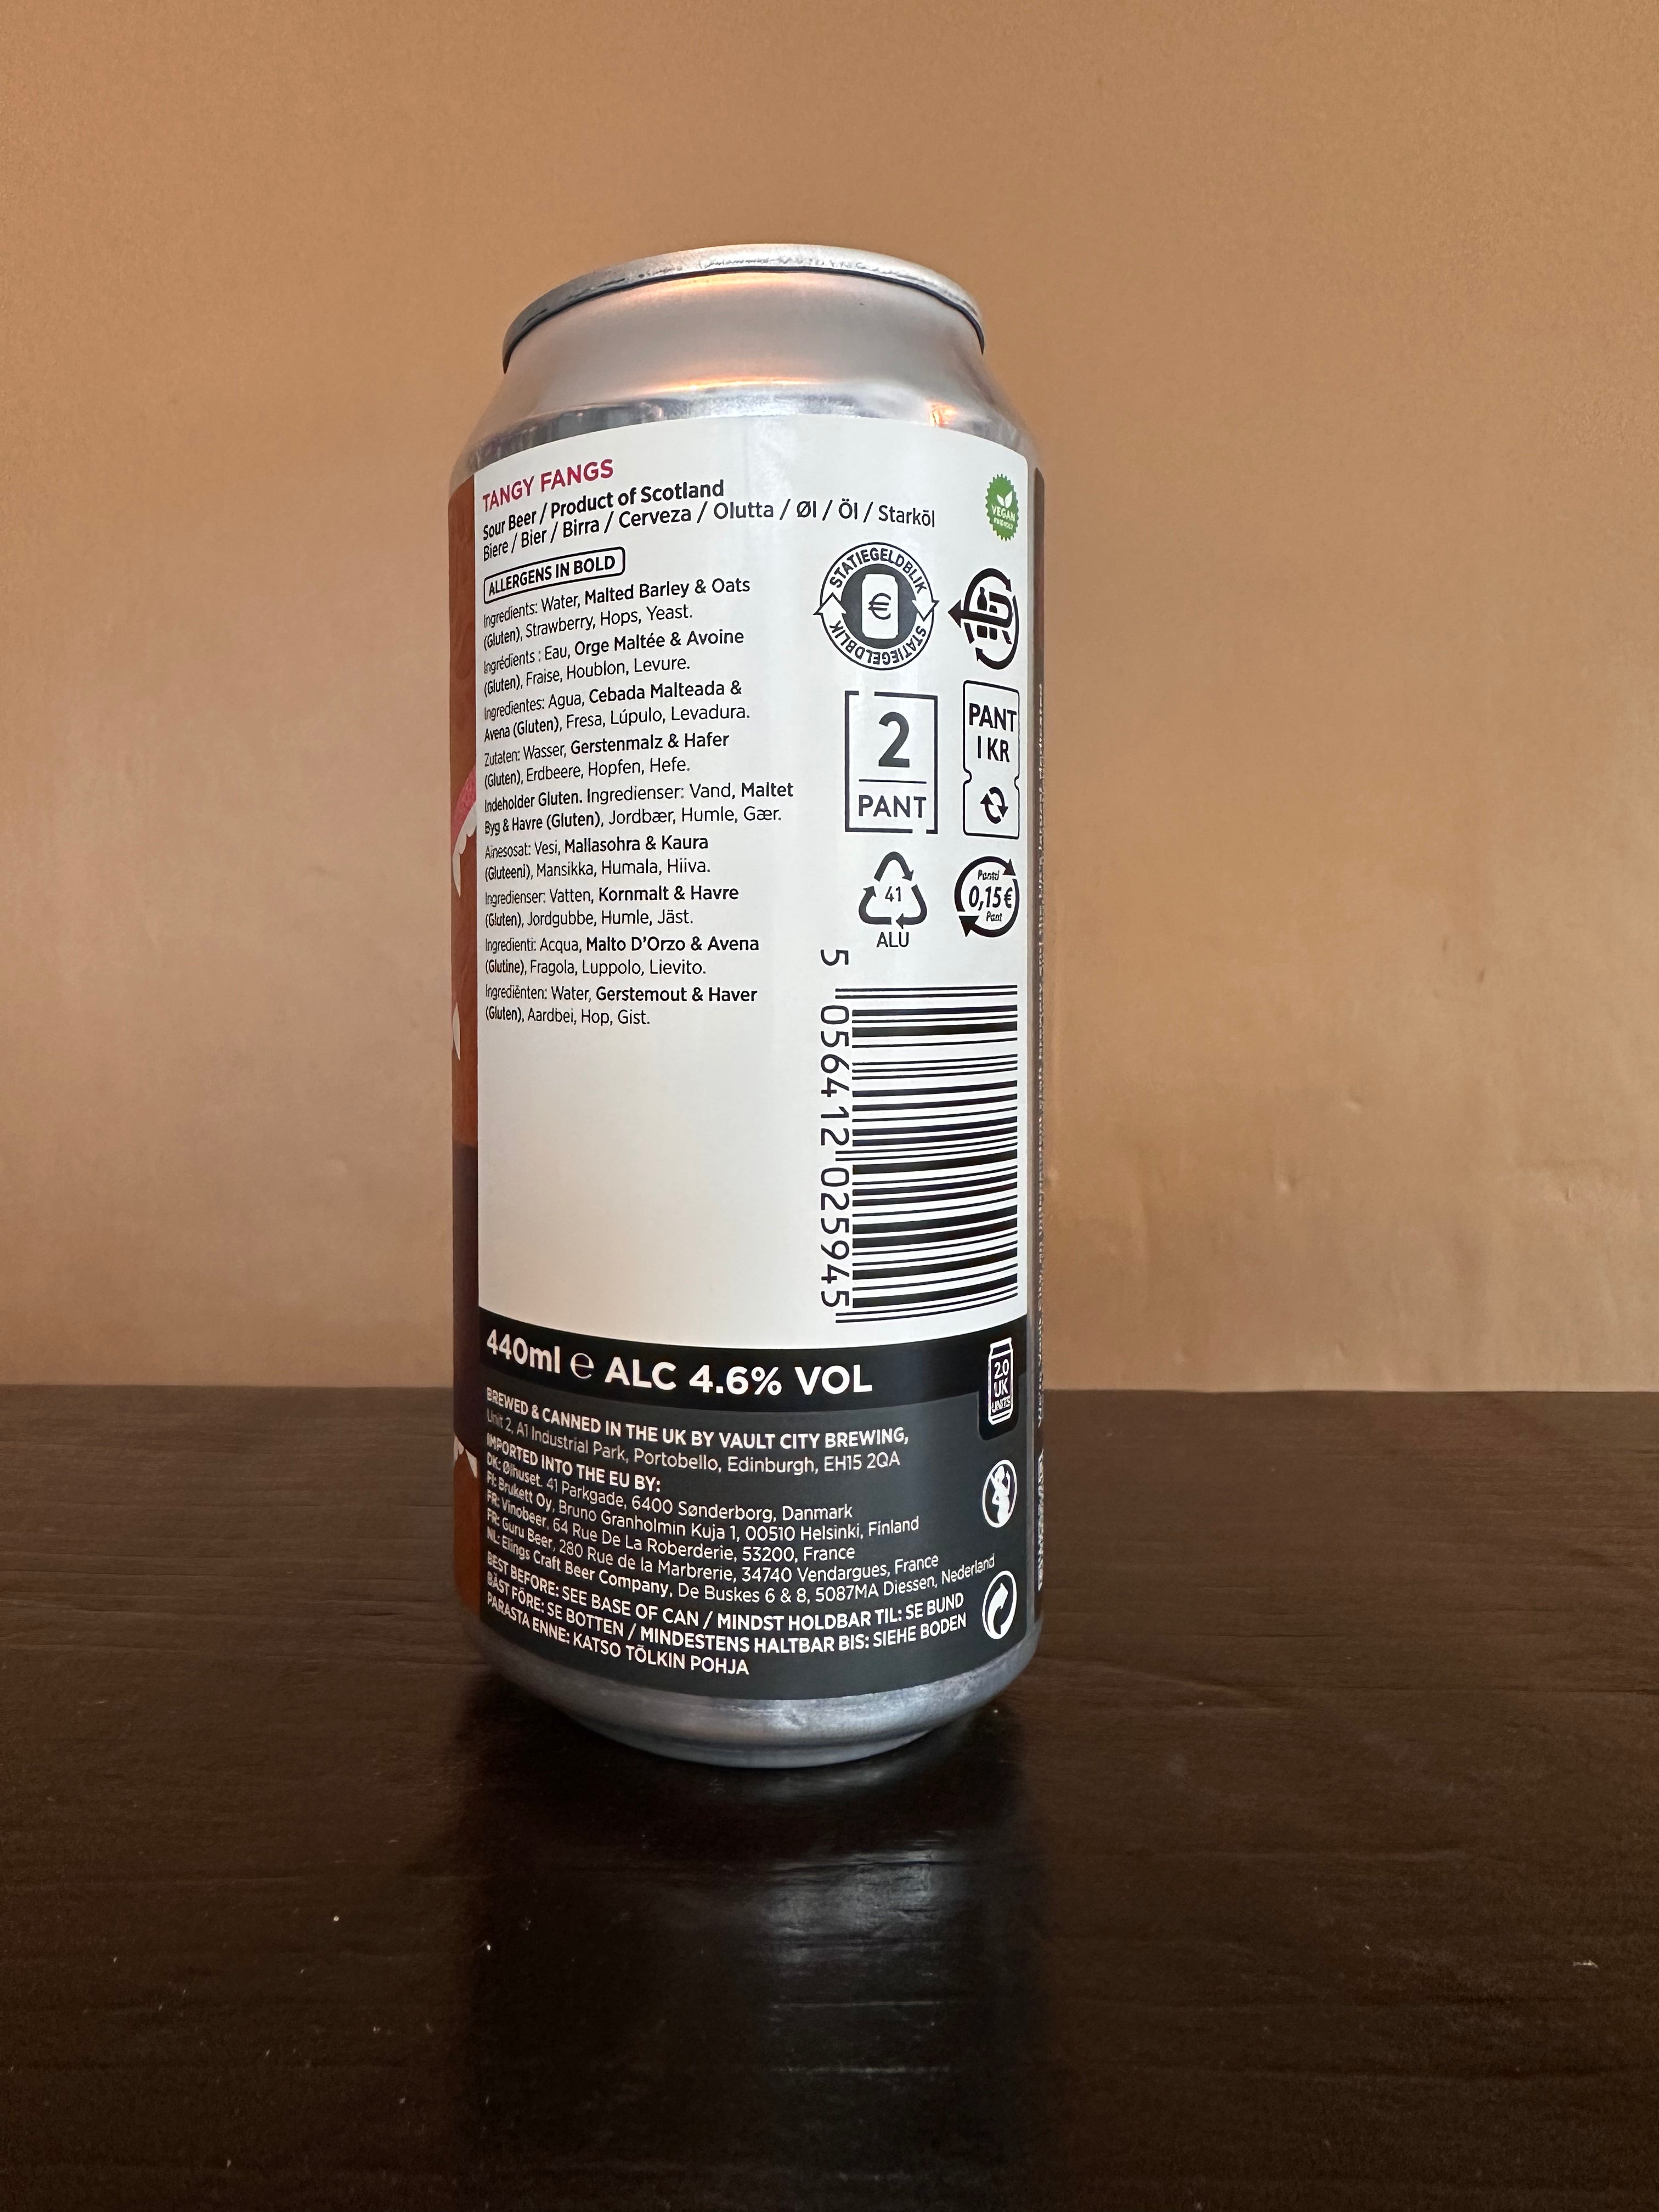 TANGY FANGS
Sour Beer / Product of Scotland
Biere / Bier / Birra / Cerveza / Olutta / Øl / Öl / Starköl
VEGAN
FRIENDLY
ALLERGENS IN BOLD
Ingredients: Water, Malted Barley & Oats
(Gluten), Strawberry, Hops, Yeast.
Ingrédients : Eau, Orge Maltée & Avoine
(Gluten), Fraise, Houblon, Levure.
Ingredientes: Agua, Cebada Malteada &
Avena (Gluten), Fresa, Lúpulo, Levadura.
Zutaten: Wasser, Gerstenmalz & Hafer
(Gluten), Erdbeere, Hopfen, Hefe.
Indeholder Gluten. Ingredienser: Vand, Maltet
Byg & Havre (Gluten), Jordbær, Humle, Gær.
Ainesosat: Vesi, Mallasohra & Kaura
(Gluteeni), Mansikka, Humala, Hiiva.
Ingredienser: Vatten, Kornmalt & Havre
(Gluten), Jordgubbe, Humle, Jäst.
Ingredienti: Acqua, Malto D'Orzo & Avena
(Glutine), Fragola, Luppolo, Lievito.
Ingrediënten: Water, Gerstemout & Haver
(Gluten), Aardbei, Hop, Gist.
STATIEGELDBLIK
€
STATIEGELDBLIK
2
PANT
PANT
1 KR
41
ALU
Pantti
0,15€
Pant
5 056412 025945
440ml ℮ ALC 4.6% VOL
2.0
UK
UNITS
BREWED & CANNED IN THE UK BY VAULT CITY BREWING,
Unit 2, A1 Industrial Park, Portobello, Edinburgh, EH15 2QA
IMPORTED INTO THE EU BY:
DK: Ølhuset. 41 Parkgade, 6400 Sønderborg, Danmark
FI: Brukett Oy, Bruno Granholmin Kuja 1, 00510 Helsinki, Finland
FR: Vinobeer, 64 Rue De La Roberderie, 53200, France
FR: Guru Beer, 280 Rue de la Marbrerie, 34740 Vendargues, France
NL: Elings Craft Beer Company, De Buskes 6 & 8, 5087MA Diessen, Nederland
BEST BEFORE: SEE BASE OF CAN / MINDST HOLDBAR TIL: SE BUND
BÄST FÖRE: SE BOTTEN / MINDESTENS HALTBAR BIS: SIEHE BODEN
PARASTA ENNE: KATSO TÖLKIN POHJA